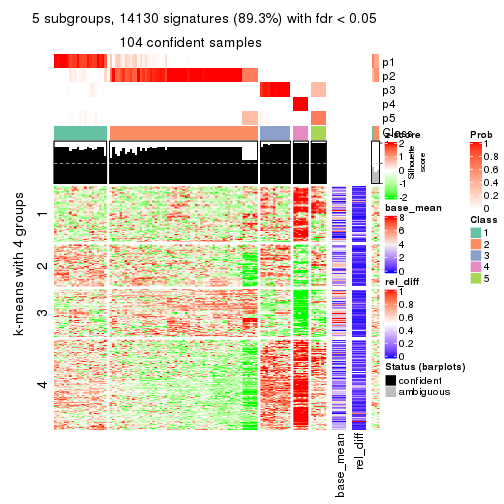 5 subgroups, 14130 signatures (89.3%) with fdr < 0.05
104 confident samples
p1
p2
p3
p4
p5
Class
z-score
2
1
0
-1
-2
Silhouette
score
Prob
1
0.8
0.6
0.4
0.2
0
base_mean
8
6
4
2
0
Class
1
2
3
4
5
rel_diff
1
0.8
0.6
0.4
0.2
0
Status (barplots)
confident
ambiguous
k-means with 4 groups
1
2
3
4
base_mean
rel_diff